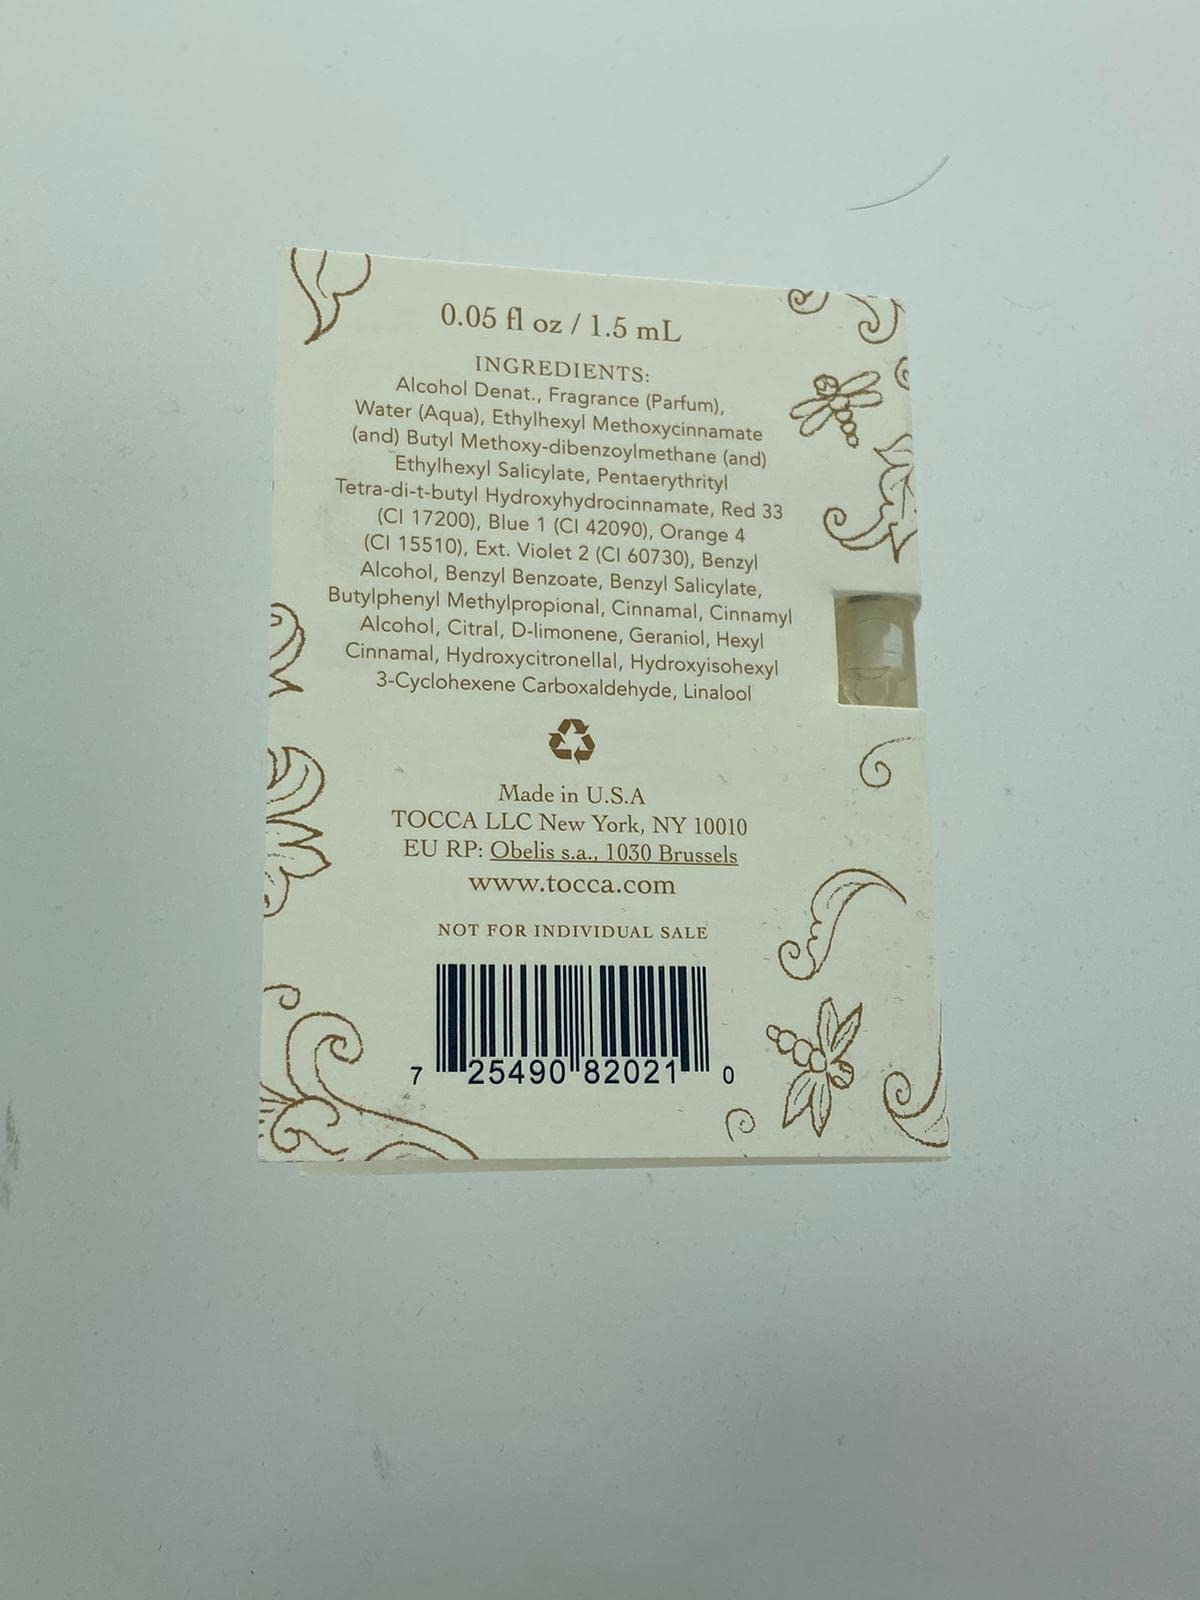 0.05 fl oz / 1.5 mL
INGREDIENTS:
Alcohol Denat., Fragrance (Parfum),
Water (Aqua), Ethylhexyl Methoxycinnamate
(and) Butyl Methoxy-dibenzoylmethane (and)
Ethylhexyl Salicylate, Pentaerythrityl
Tetra-di-t-butyl Hydroxyhydrocinnamate, Red 33
(CI 17200), Blue 1 (CI 42090), Orange 4
(CI 15510), Ext. Violet 2 (CI 60730), Benzyl
Alcohol, Benzyl Benzoate, Benzyl Salicylate,
Butylphenyl Methylpropional, Cinnamal, Cinnamyl
Alcohol, Citral, D-limonene, Geraniol, Hexyl
Cinnamal, Hydroxycitronellal, Hydroxyisohexyl
3-Cyclohexene Carboxaldehyde, Linalool
Made in U.S.A
TOCCA LLC New York, NY 10010
EU RP: Obelis s.a., 1030 Brussels
www.tocca.com
NOT FOR INDIVIDUAL SALE
7 25490 82021 0